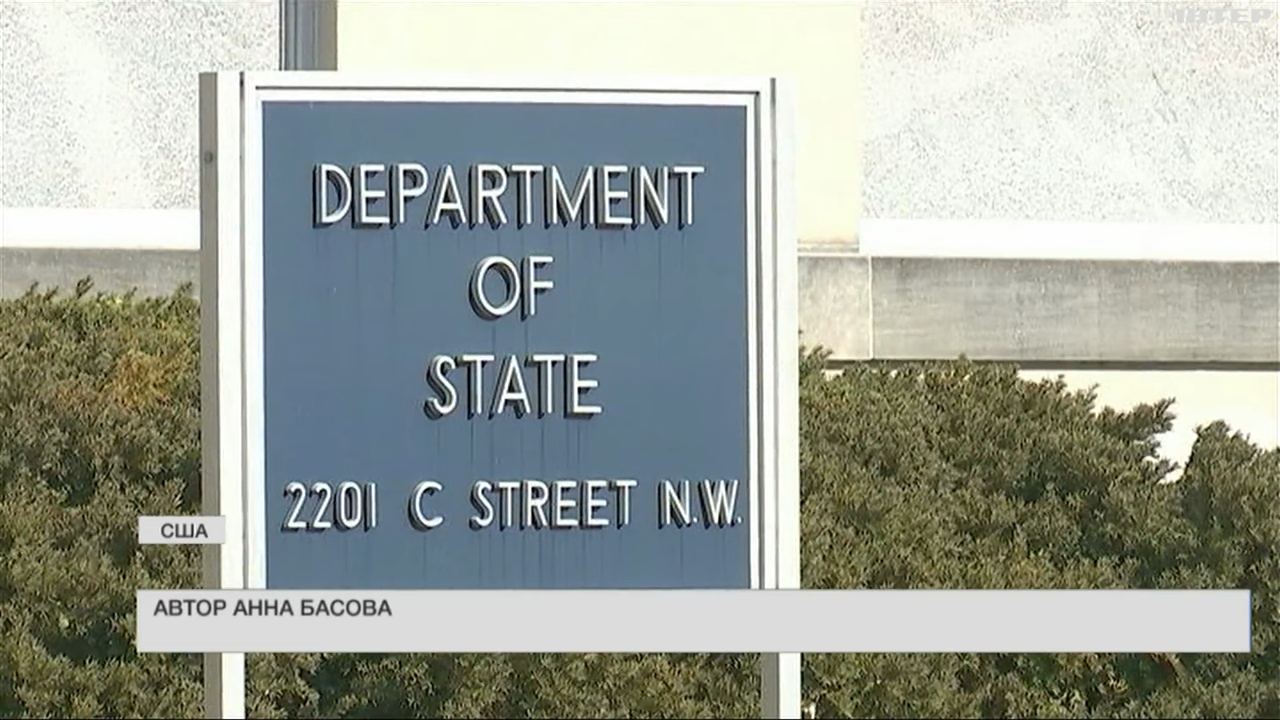 ІНТЕР
DEPARTMENT
OF
STATE
2201 C STREET N.W.
США
АВТОР АННА БАСОВА